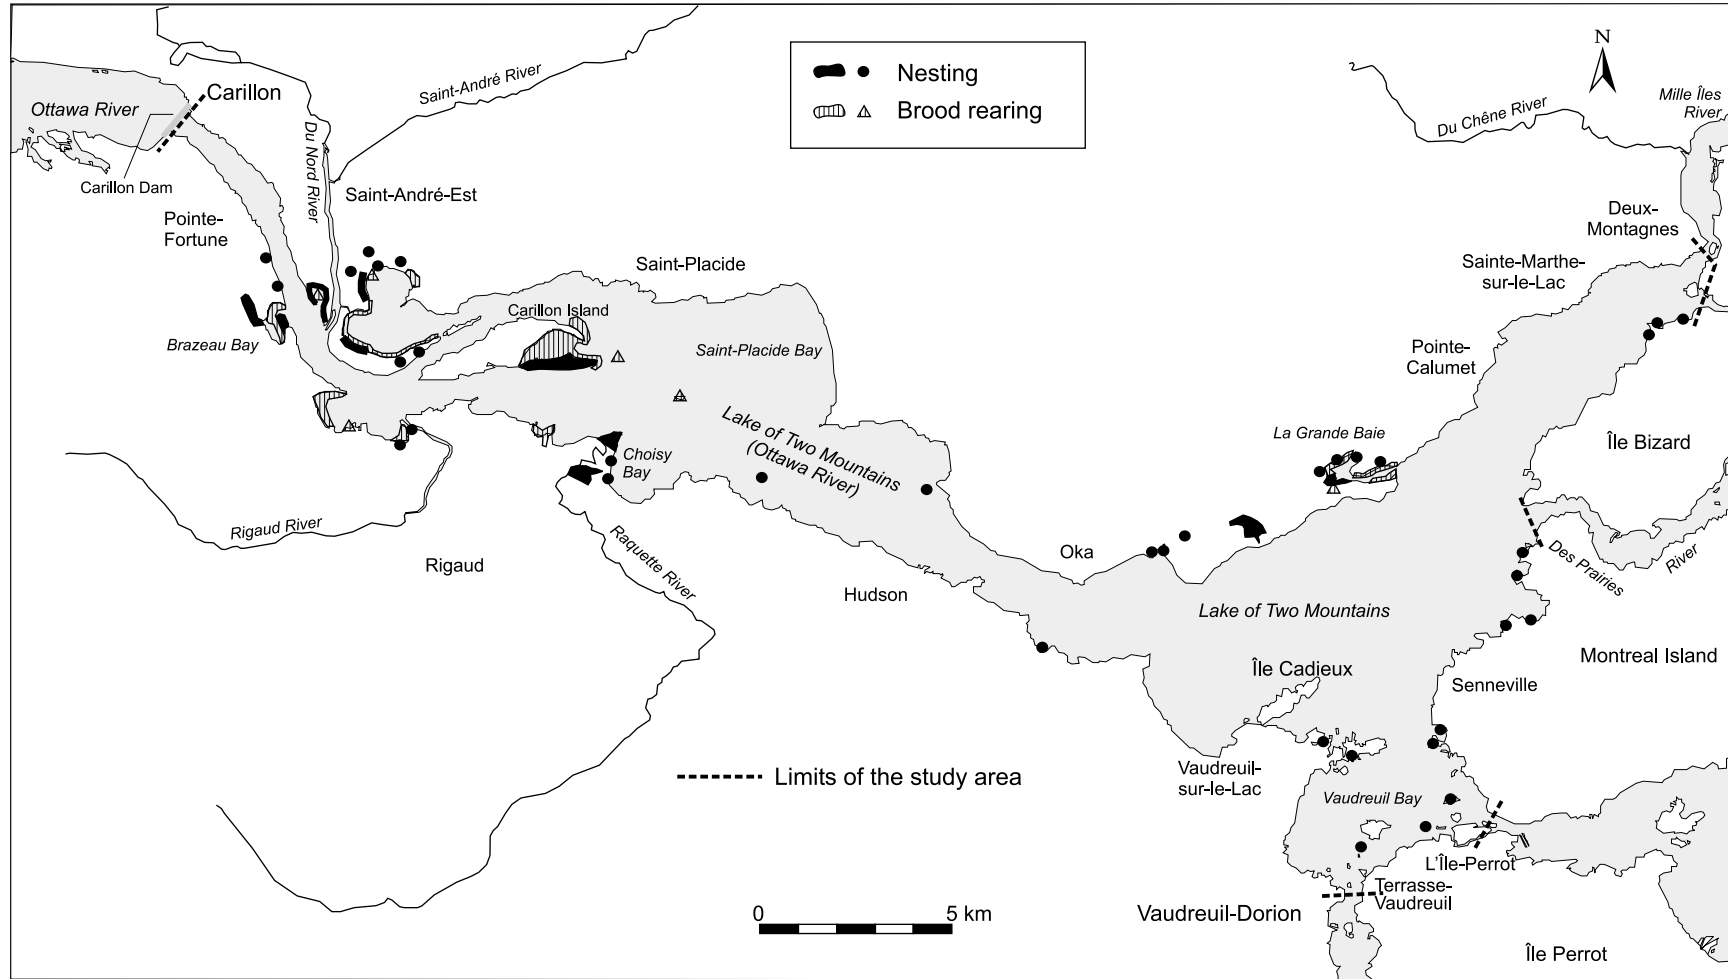 N
Nesting
Brood rearing
Ottawa River
Carillon
Saint-André River
Du Nord River
Carillon Dam
Saint-André-Est
Pointe-
Fortune
Mille Îles
River
Du Chêne River
Deux-
Montagnes
Sainte-Marthe-
sur-le-Lac
Saint-Placide
Carillon Island
Brazeau Bay
Saint-Placide Bay
Pointe-
Calumet
Lake of Two Mountains
(Ottawa River)
La Grande Baie
Île Bizard
Choisy
Bay
Rigaud River
Raquette River
Rigaud
Oka
Des Prairies
River
Hudson
Lake of Two Mountains
Montreal Island
Île Cadieux
Senneville
Limits of the study area
Vaudreuil-
sur-le-Lac
Vaudreuil Bay
L'Île-Perrot
Terrasse-
Vaudreuil
Vaudreuil-Dorion
0 5 km
Île Perrot